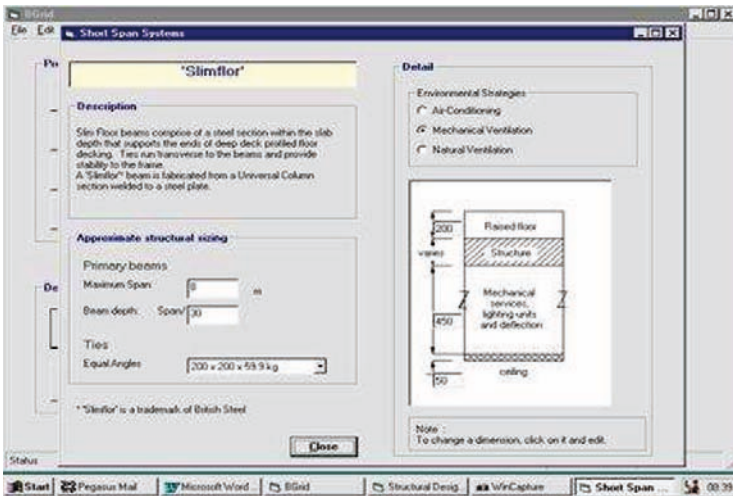 BGrid
File Edit
Short Span Systems
Po
De
'Slimflor'
Description
Slim Floor beams comprise of a steel section within the slab
depth that supports the ends of deep deck profiled floor
decking. Ties run transverse to the beams and provide
stability to the frame.
A 'Slimflor'* beam is fabricated from a Universal Column
section welded to a steel plate.
Approximate structural sizing
Primary beams
Maximum Span: m
Beam depth: Span/ 30
Ties
Equal Angles 200 x 200 x 59.9 kg
* 'Slimflor' is a trademark of British Steel
Close
Detail
Environmental Strategies
Air-Conditioning
Mechanical Ventilation
Natural Ventilation
200 Raised floor
varies Structure
Mechanical
services,
lighting units
450 and deflection
ceiling
50
Note :
To change a dimension, click on it and edit.
Status
Start Pegasus Mail Microsoft Word... BGrid Structural Desig... WinCapture Short Span ... 08:39